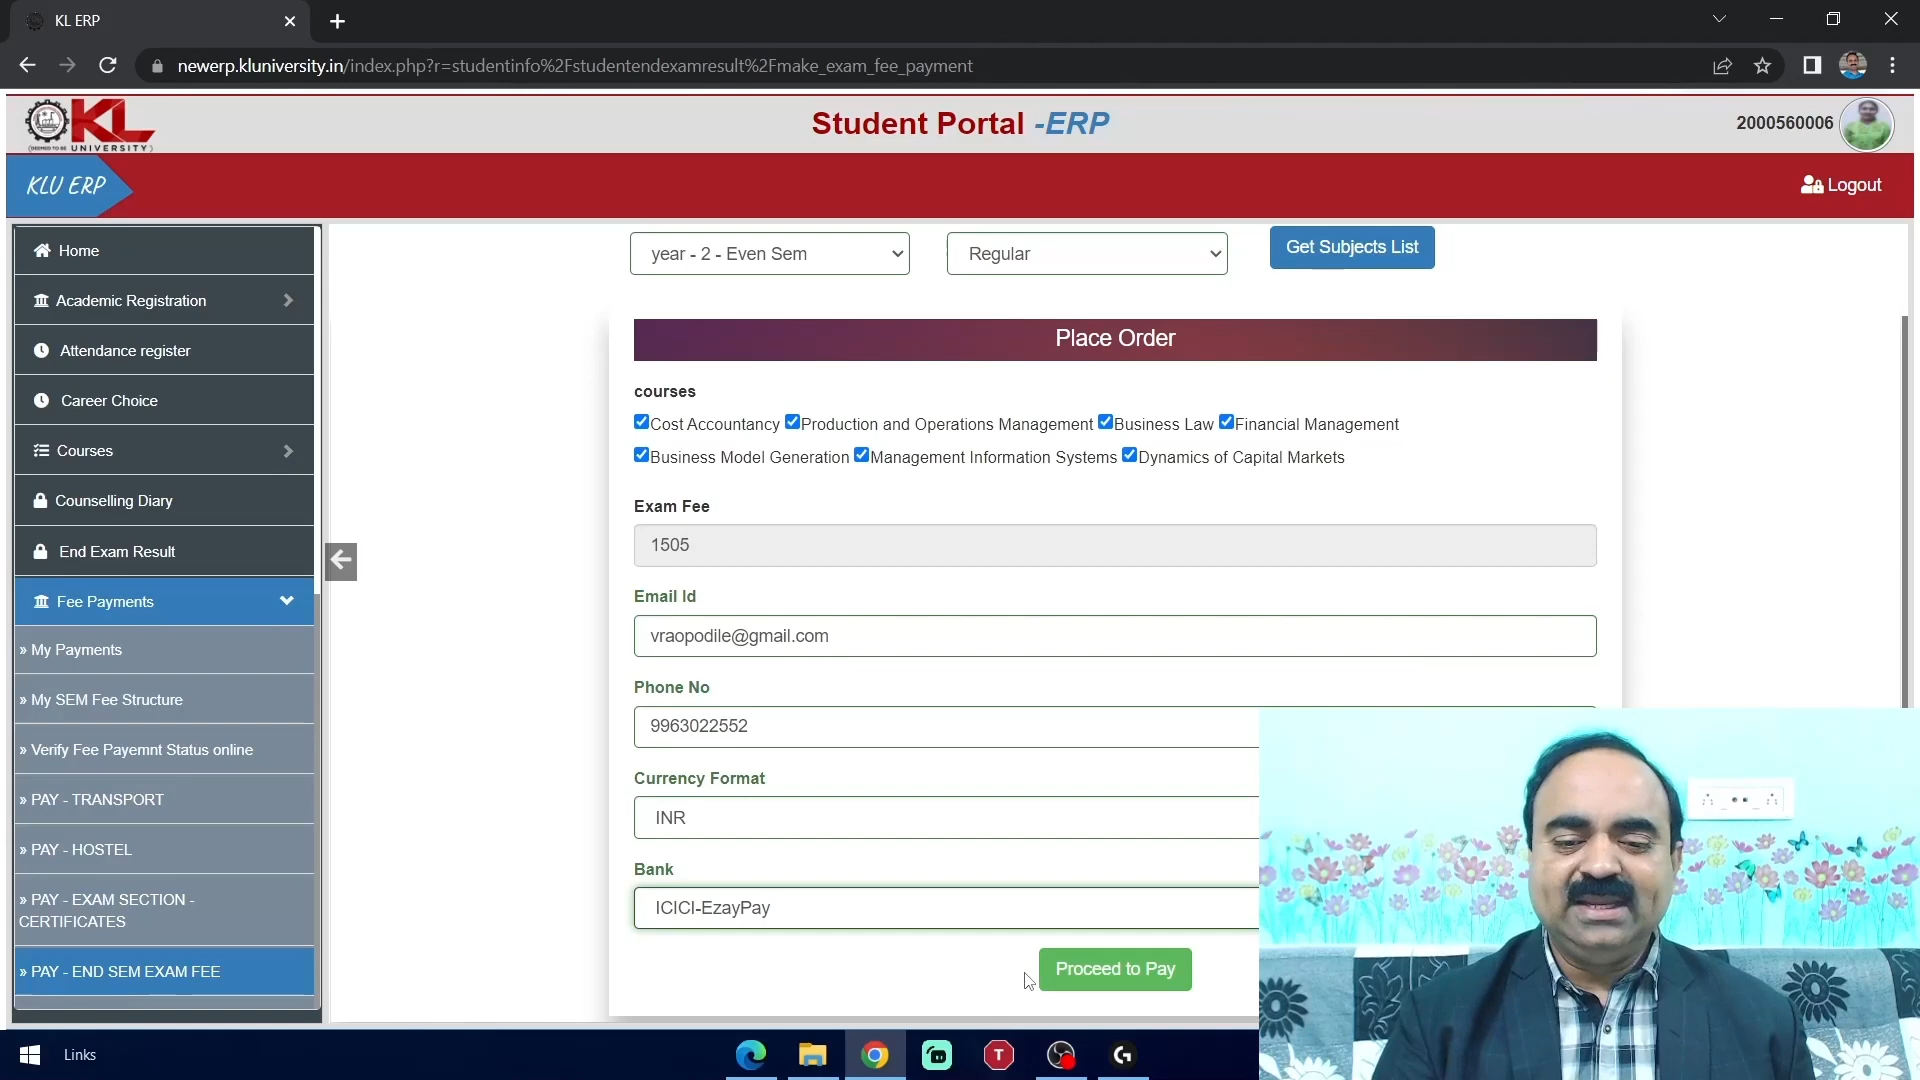 KL ERP
newerp.kluniversity.in/index.php?r=studentinfo%2Fstudentendexamresult%2Fmake_exam_fee_payment
KL
(DEEMED TO BE UNIVERSITY)
Student Portal -ERP
2000560006
KLU ERP
Logout
Home
Academic Registration
Attendance register
Career Choice
Courses
Counselling Diary
End Exam Result
Fee Payments
» My Payments
» My SEM Fee Structure
» Verify Fee Payemnt Status online
» PAY - TRANSPORT
» PAY - HOSTEL
» PAY - EXAM SECTION -
CERTIFICATES
» PAY - END SEM EXAM FEE
year - 2 - Even Sem
Regular
Get Subjects List
Place Order
courses
Cost Accountancy Production and Operations Management Business Law Financial Management
Business Model Generation Management Information Systems Dynamics of Capital Markets
Exam Fee
1505
Email Id
vraopodile@gmail.com
Phone No
9963022552
Currency Format
INR
Bank
ICICI-EzayPay
Proceed to Pay
Links
T
G